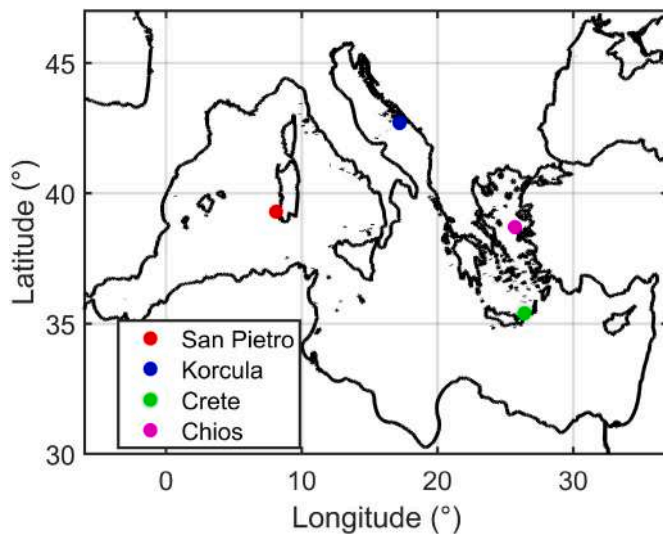 45
40
35
30
Latitude (°)
San Pietro
Korcula
Crete
Chios
0
10
20
30
Longitude (°)